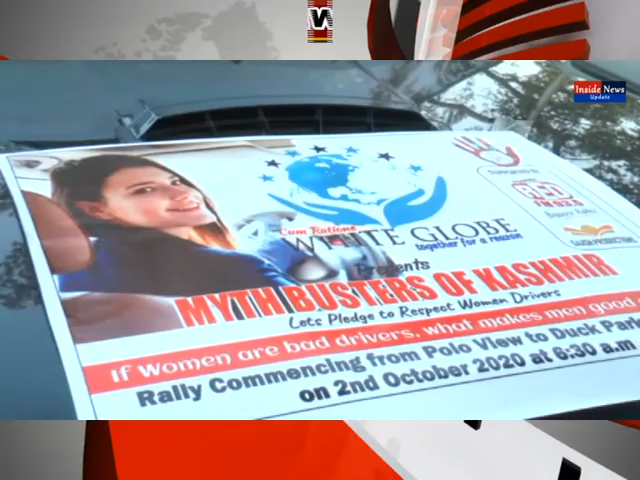 Inside News
Update
Cum Ratione
WHITE GLOBE
together for a reason
Presents
MYTH BUSTERS OF KASHMIR
Lets Pledge to Respect Women Drivers
If Women are bad drivers, what makes men good
Rally Commencing from Polo View to Duck Park
on 2nd October 2020 at 6:30 a.m